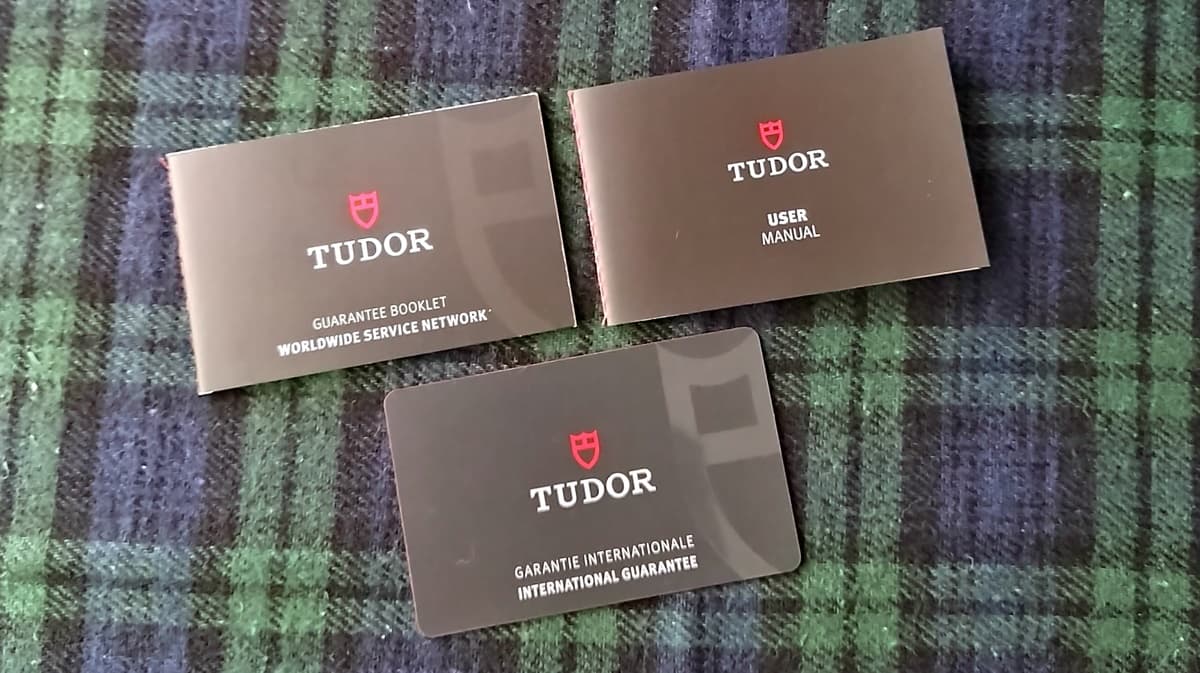 TUDOR
GUARANTEE BOOKLET
WORLDWIDE SERVICE NETWORK
TUDOR
USER
MANUAL
TUDOR
GARANTIE INTERNATIONALE
INTERNATIONAL GUARANTEE